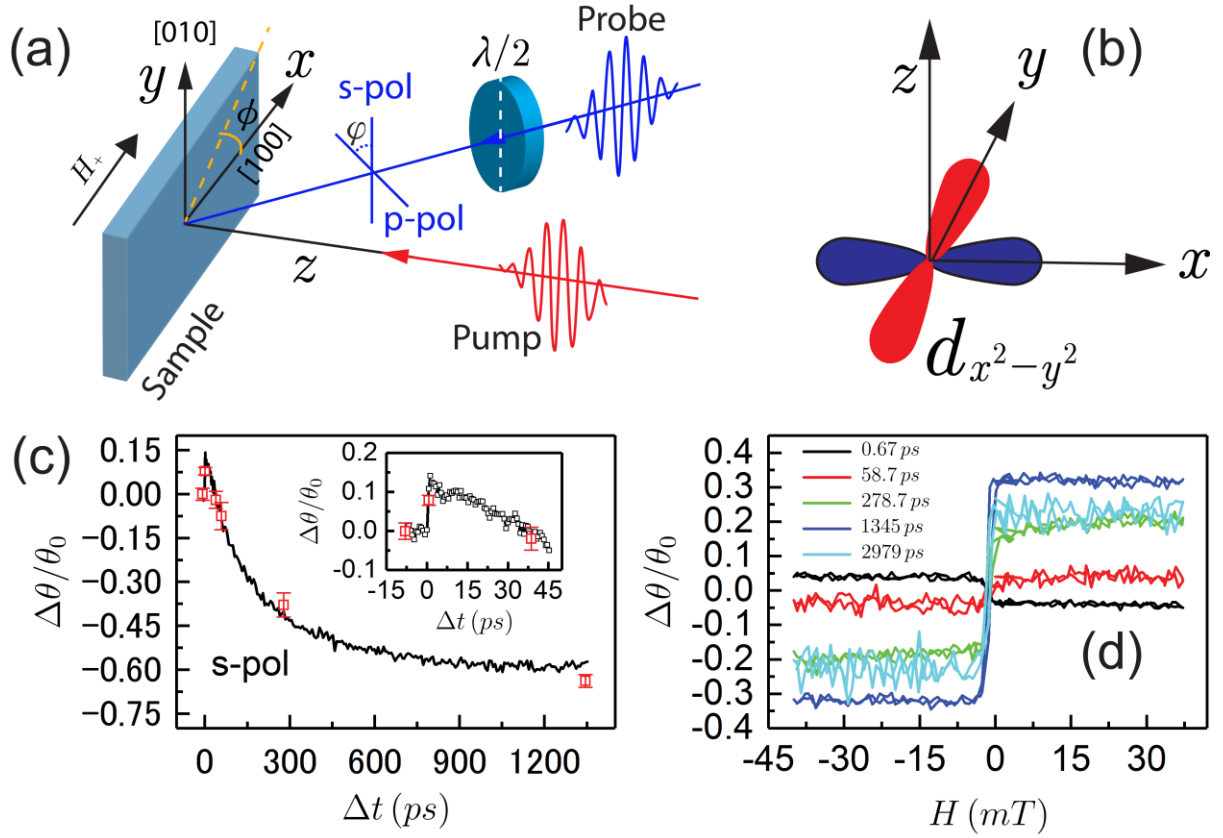 (a)
[010]
y
x
ϕ
[100]
H₊
z
Sample
s-pol
φ
p-pol
λ/2
Probe
Pump
(b)
z
y
x
d_{x²−y²}
(c)
Δθ/θ₀
0.15
0.00
−0.15
−0.30
−0.45
−0.60
−0.75
0 300 600 900 1200
Δt (ps)
s-pol
Δθ/θ₀
0.2
0.1
0.0
-0.1
-15 0 15 30 45
Δt (ps)
(d)
Δθ/θ₀
0.4
0.3
0.2
0.1
0.0
-0.1
-0.2
-0.3
-0.4
-45 -30 -15 0 15 30
H (mT)
0.67 ps
58.7 ps
278.7 ps
1345 ps
2979 ps